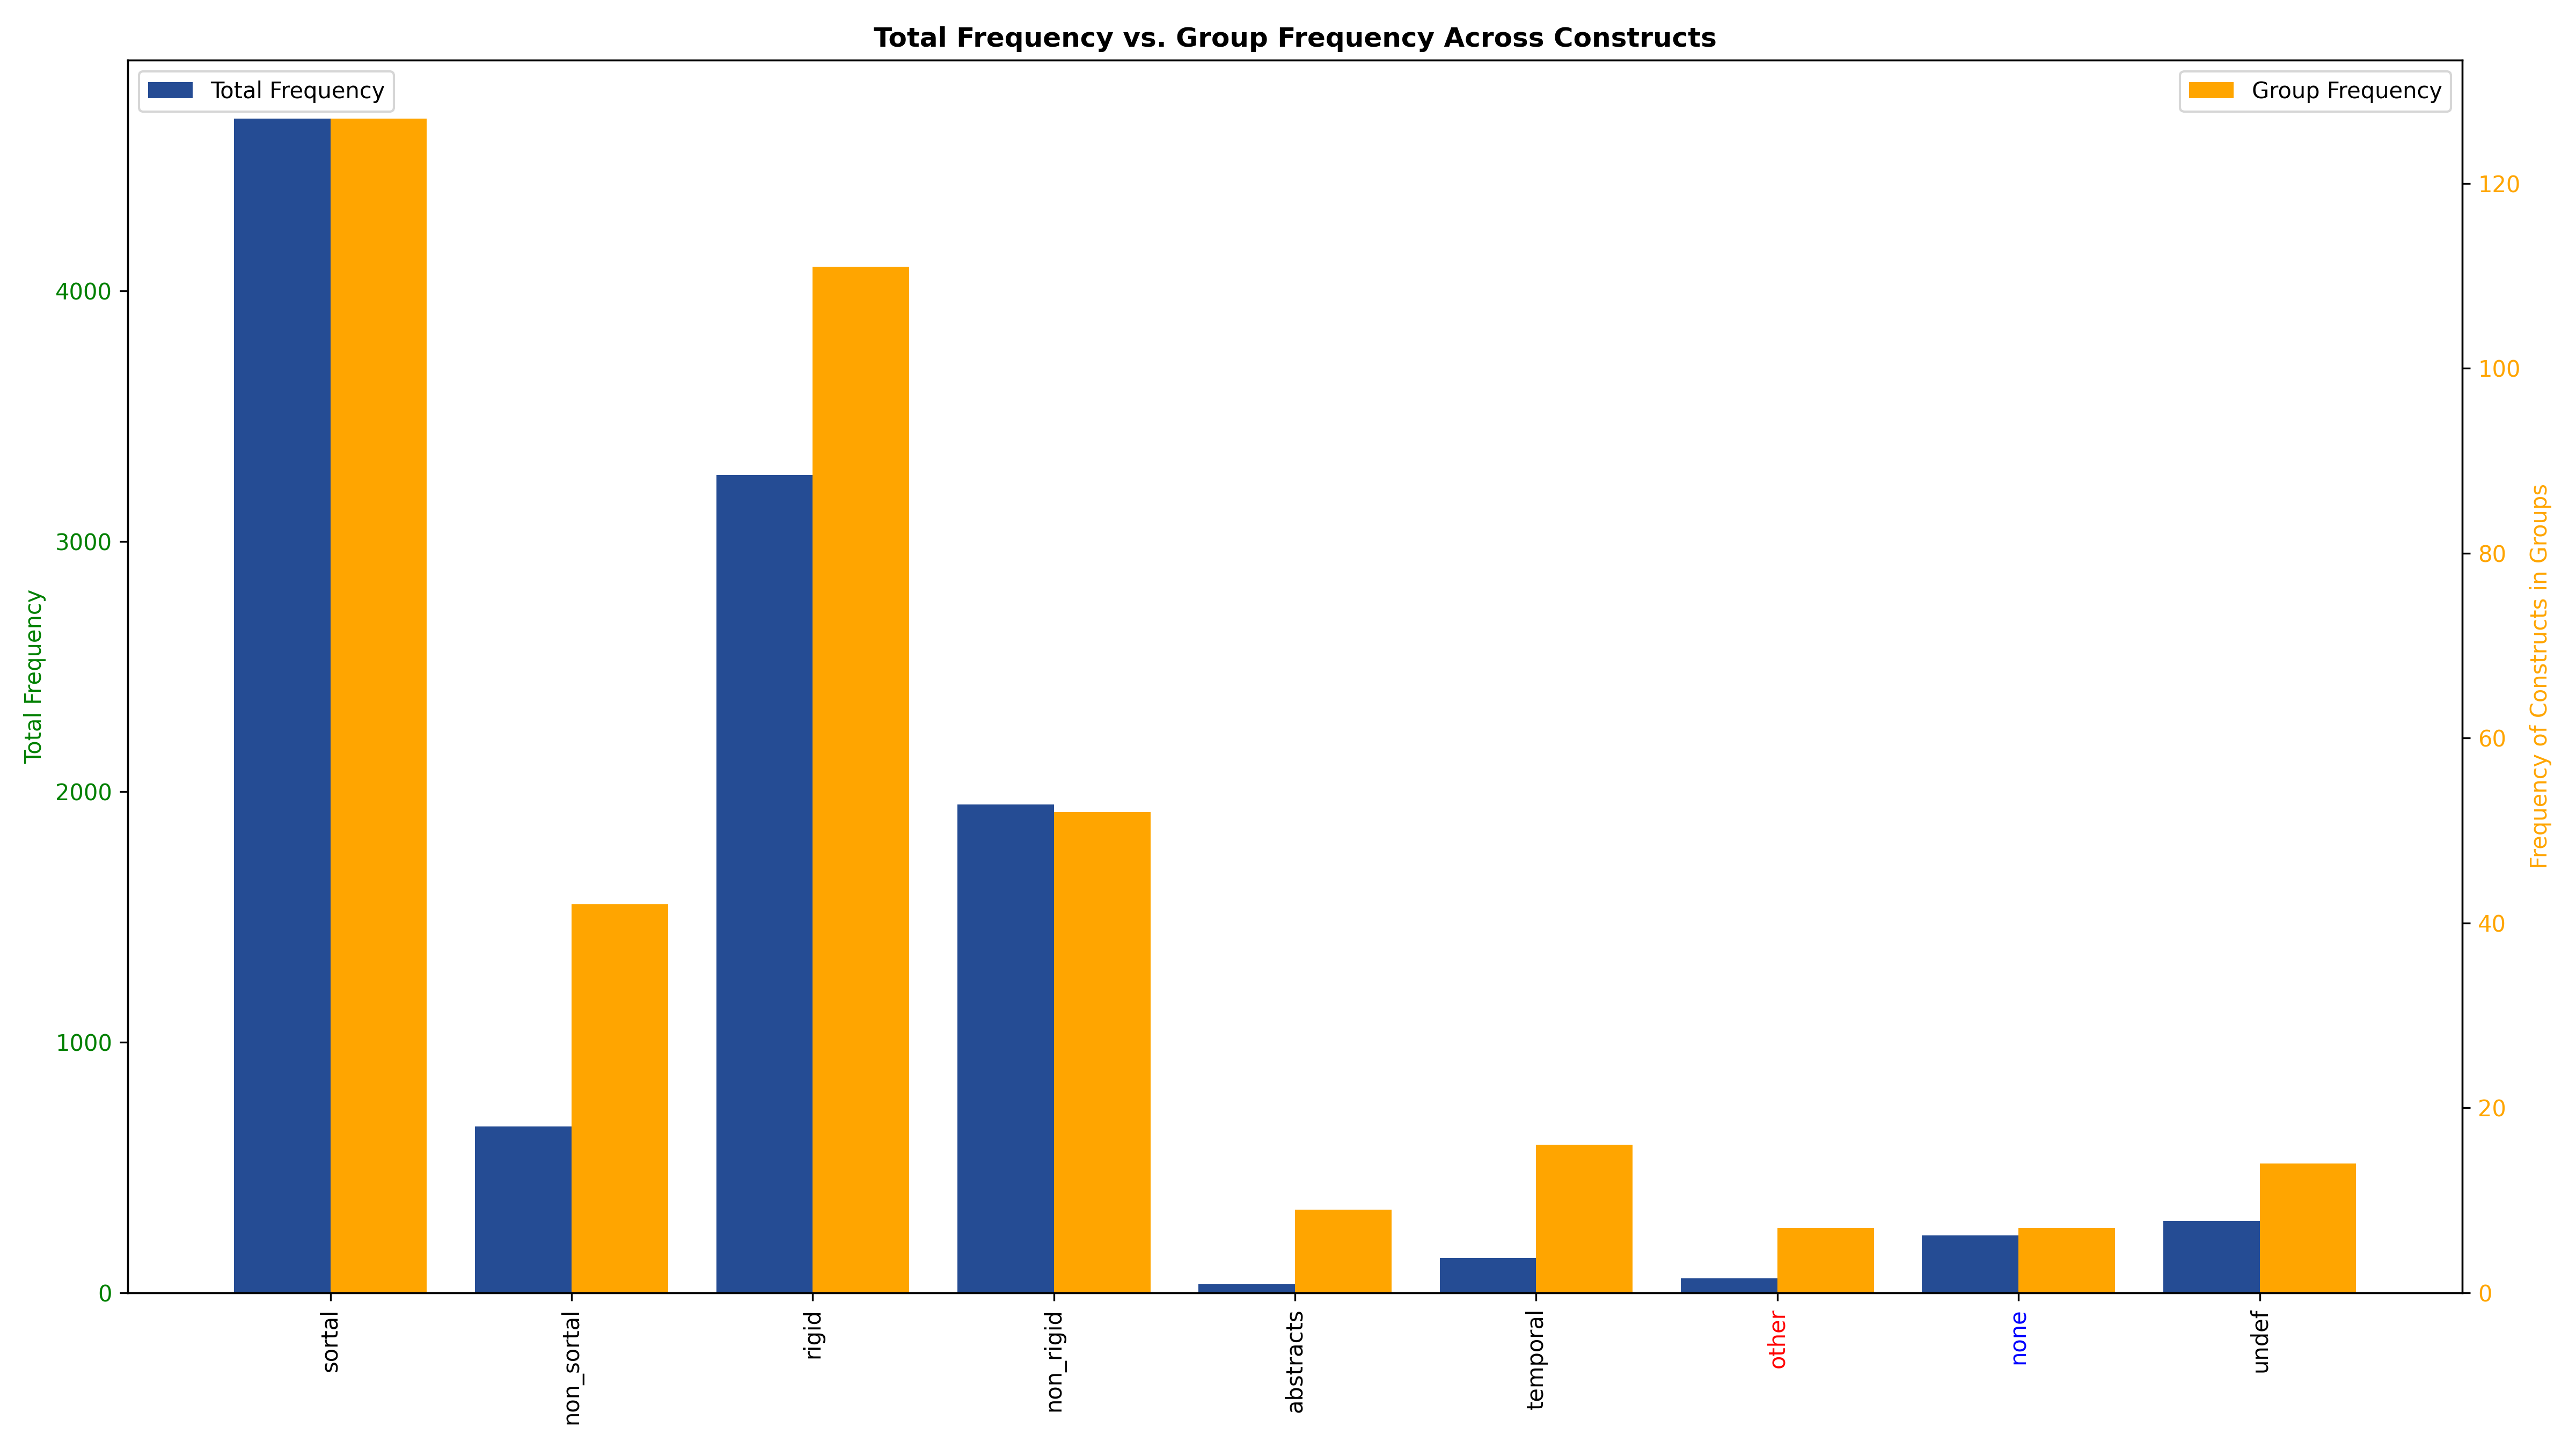 Total Frequency vs. Group Frequency Across Constructs
Total Frequency
Group Frequency
4000
3000
2000
1000
0
Total Frequency
120
100
80
60
40
20
0
Frequency of Constructs in Groups
sortal
non_sortal
rigid
non_rigid
abstracts
temporal
other
none
undef